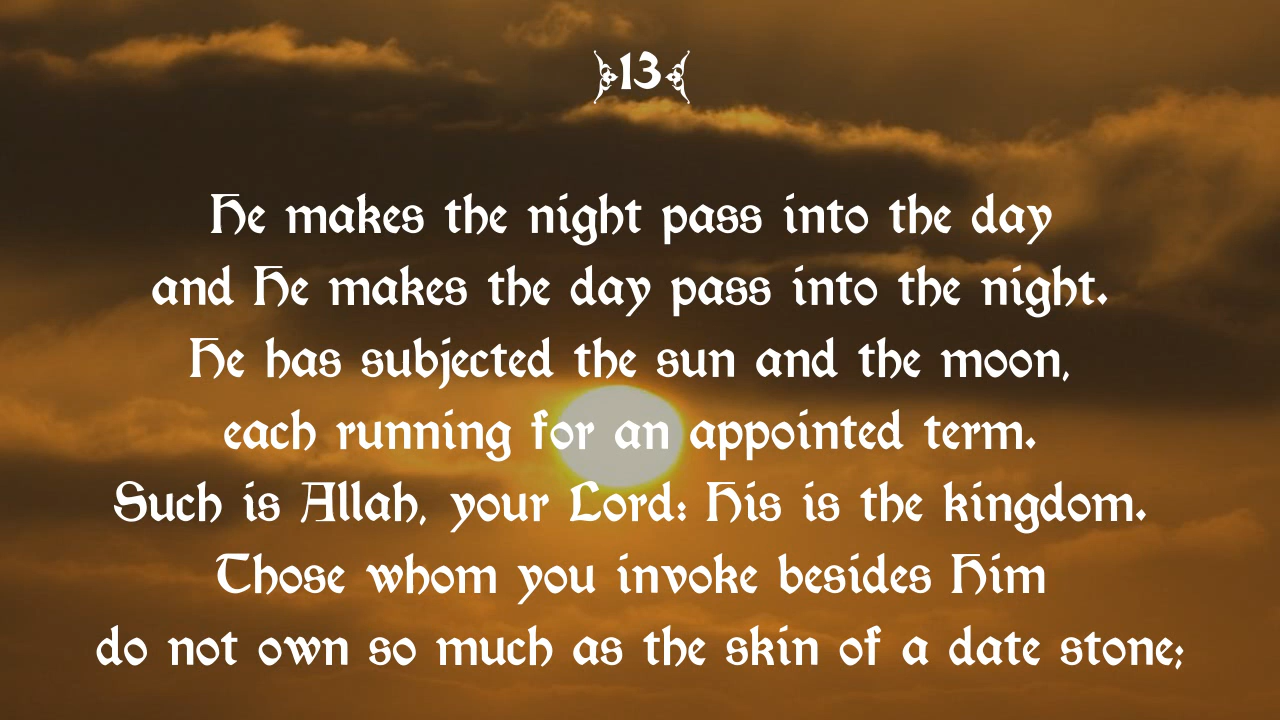 13
He makes the night pass into the day
and He makes the day pass into the night.
He has subjected the sun and the moon,
each running for an appointed term.
Such is Allah, your Lord: His is the kingdom.
Those whom you invoke besides Him
do not own so much as the skin of a date stone;